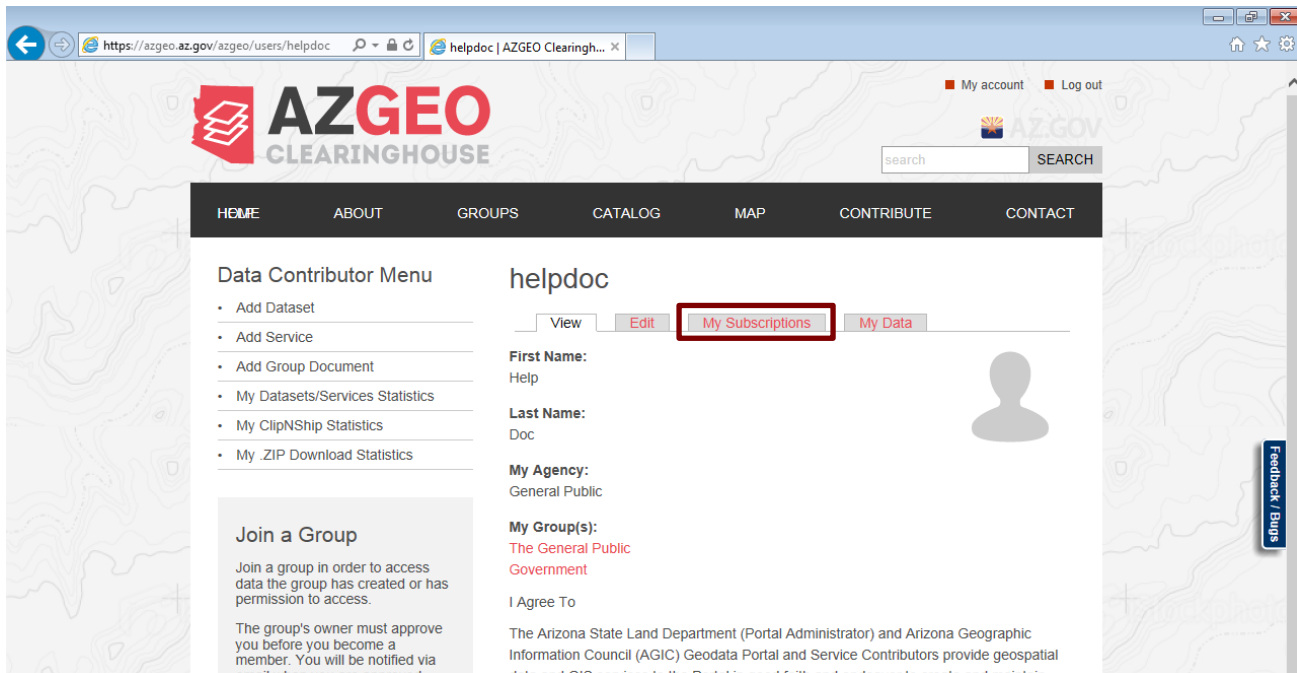 https://azgeo.az.gov/azgeo/users/helpdoc
helpdoc | AZGEO Clearingh...
My account
Log out
AZGEO
CLEARINGHOUSE
AZ.GOV
search
SEARCH
HOME
HELP
ABOUT
GROUPS
CATALOG
MAP
CONTRIBUTE
CONTACT
Data Contributor Menu
• Add Dataset
• Add Service
• Add Group Document
• My Datasets/Services Statistics
• My ClipNShip Statistics
• My .ZIP Download Statistics
Join a Group
Join a group in order to access
data the group has created or has
permission to access.
The group's owner must approve
you before you become a
member. You will be notified via
helpdoc
View
Edit
My Subscriptions
My Data
First Name:
Help
Last Name:
Doc
My Agency:
General Public
My Group(s):
The General Public
Government
I Agree To
The Arizona State Land Department (Portal Administrator) and Arizona Geographic
Information Council (AGIC) Geodata Portal and Service Contributors provide geospatial
Feedback / Bugs